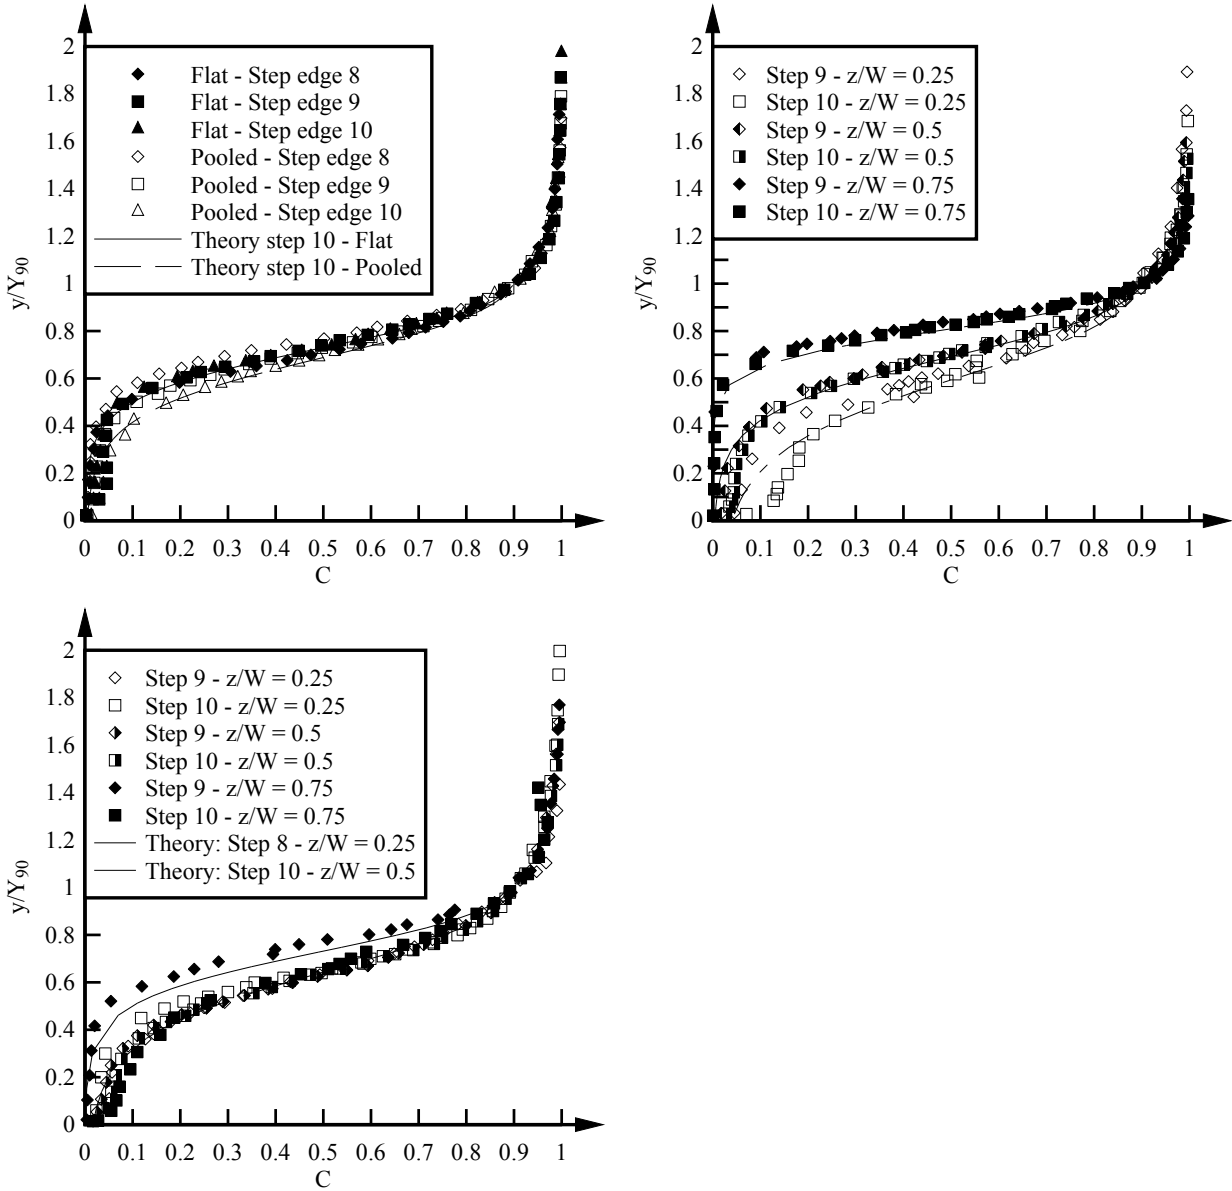 2
1.8
1.6
1.4
1.2
1
0.8
0.6
0.4
0.2
0
y/Y90
Flat - Step edge 8
Flat - Step edge 9
Flat - Step edge 10
Pooled - Step edge 8
Pooled - Step edge 9
Pooled - Step edge 10
Theory step 10 - Flat
Theory step 10 - Pooled
0 0.1 0.2 0.3 0.4 0.5 0.6 0.7 0.8 0.9 1
C
2
1.8
1.6
1.4
1.2
1
0.8
0.6
0.4
0.2
0
y/Y90
Step 9 - z/W = 0.25
Step 10 - z/W = 0.25
Step 9 - z/W = 0.5
Step 10 - z/W = 0.5
Step 9 - z/W = 0.75
Step 10 - z/W = 0.75
0 0.1 0.2 0.3 0.4 0.5 0.6 0.7 0.8 0.9 1
C
2
1.8
1.6
1.4
1.2
1
0.8
0.6
0.4
0.2
0
y/Y90
Step 9 - z/W = 0.25
Step 10 - z/W = 0.25
Step 9 - z/W = 0.5
Step 10 - z/W = 0.5
Step 9 - z/W = 0.75
Step 10 - z/W = 0.75
Theory: Step 8 - z/W = 0.25
Theory: Step 10 - z/W = 0.5
0 0.1 0.2 0.3 0.4 0.5 0.6 0.7 0.8 0.9 1
C